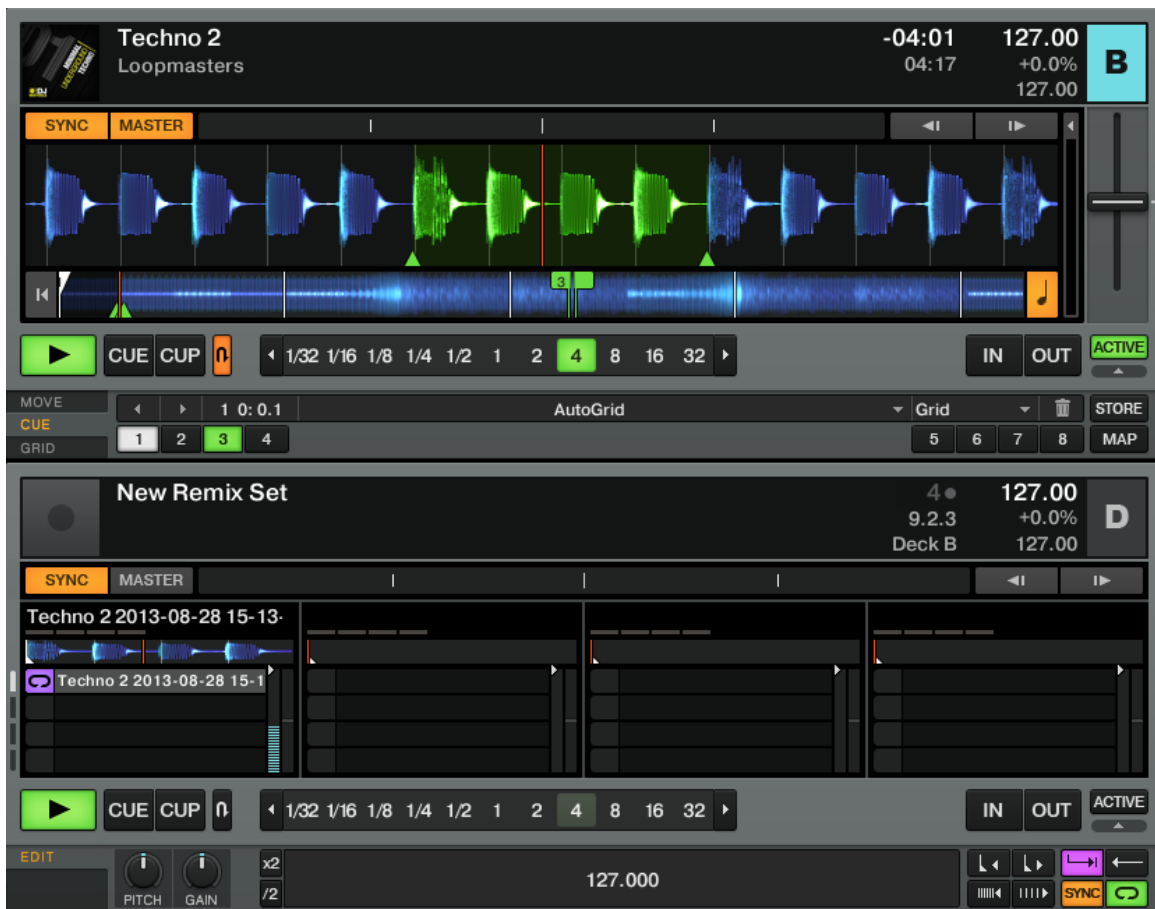 Techno 2 -04:01 127.00 B
Loopmasters 04:17 +0.0%
127.00
MINIMAL
UNDERGROUND
TECHNO
DJ
SYNC MASTER
3
CUE CUP 1/32 1/16 1/8 1/4 1/2 1 2 4 8 16 32 IN OUT ACTIVE
MOVE 1 0: 0.1 AutoGrid Grid STORE
CUE 1 2 3 4 5 6 7 8 MAP
GRID
New Remix Set 4 127.00 D
9.2.3 +0.0%
Deck B 127.00
SYNC MASTER
Techno 2 2013-08-28 15-13-
Techno 2 2013-08-28 15-1
CUE CUP 1/32 1/16 1/8 1/4 1/2 1 2 4 8 16 32 IN OUT ACTIVE
EDIT x2 127.000
PITCH GAIN /2 SYNC